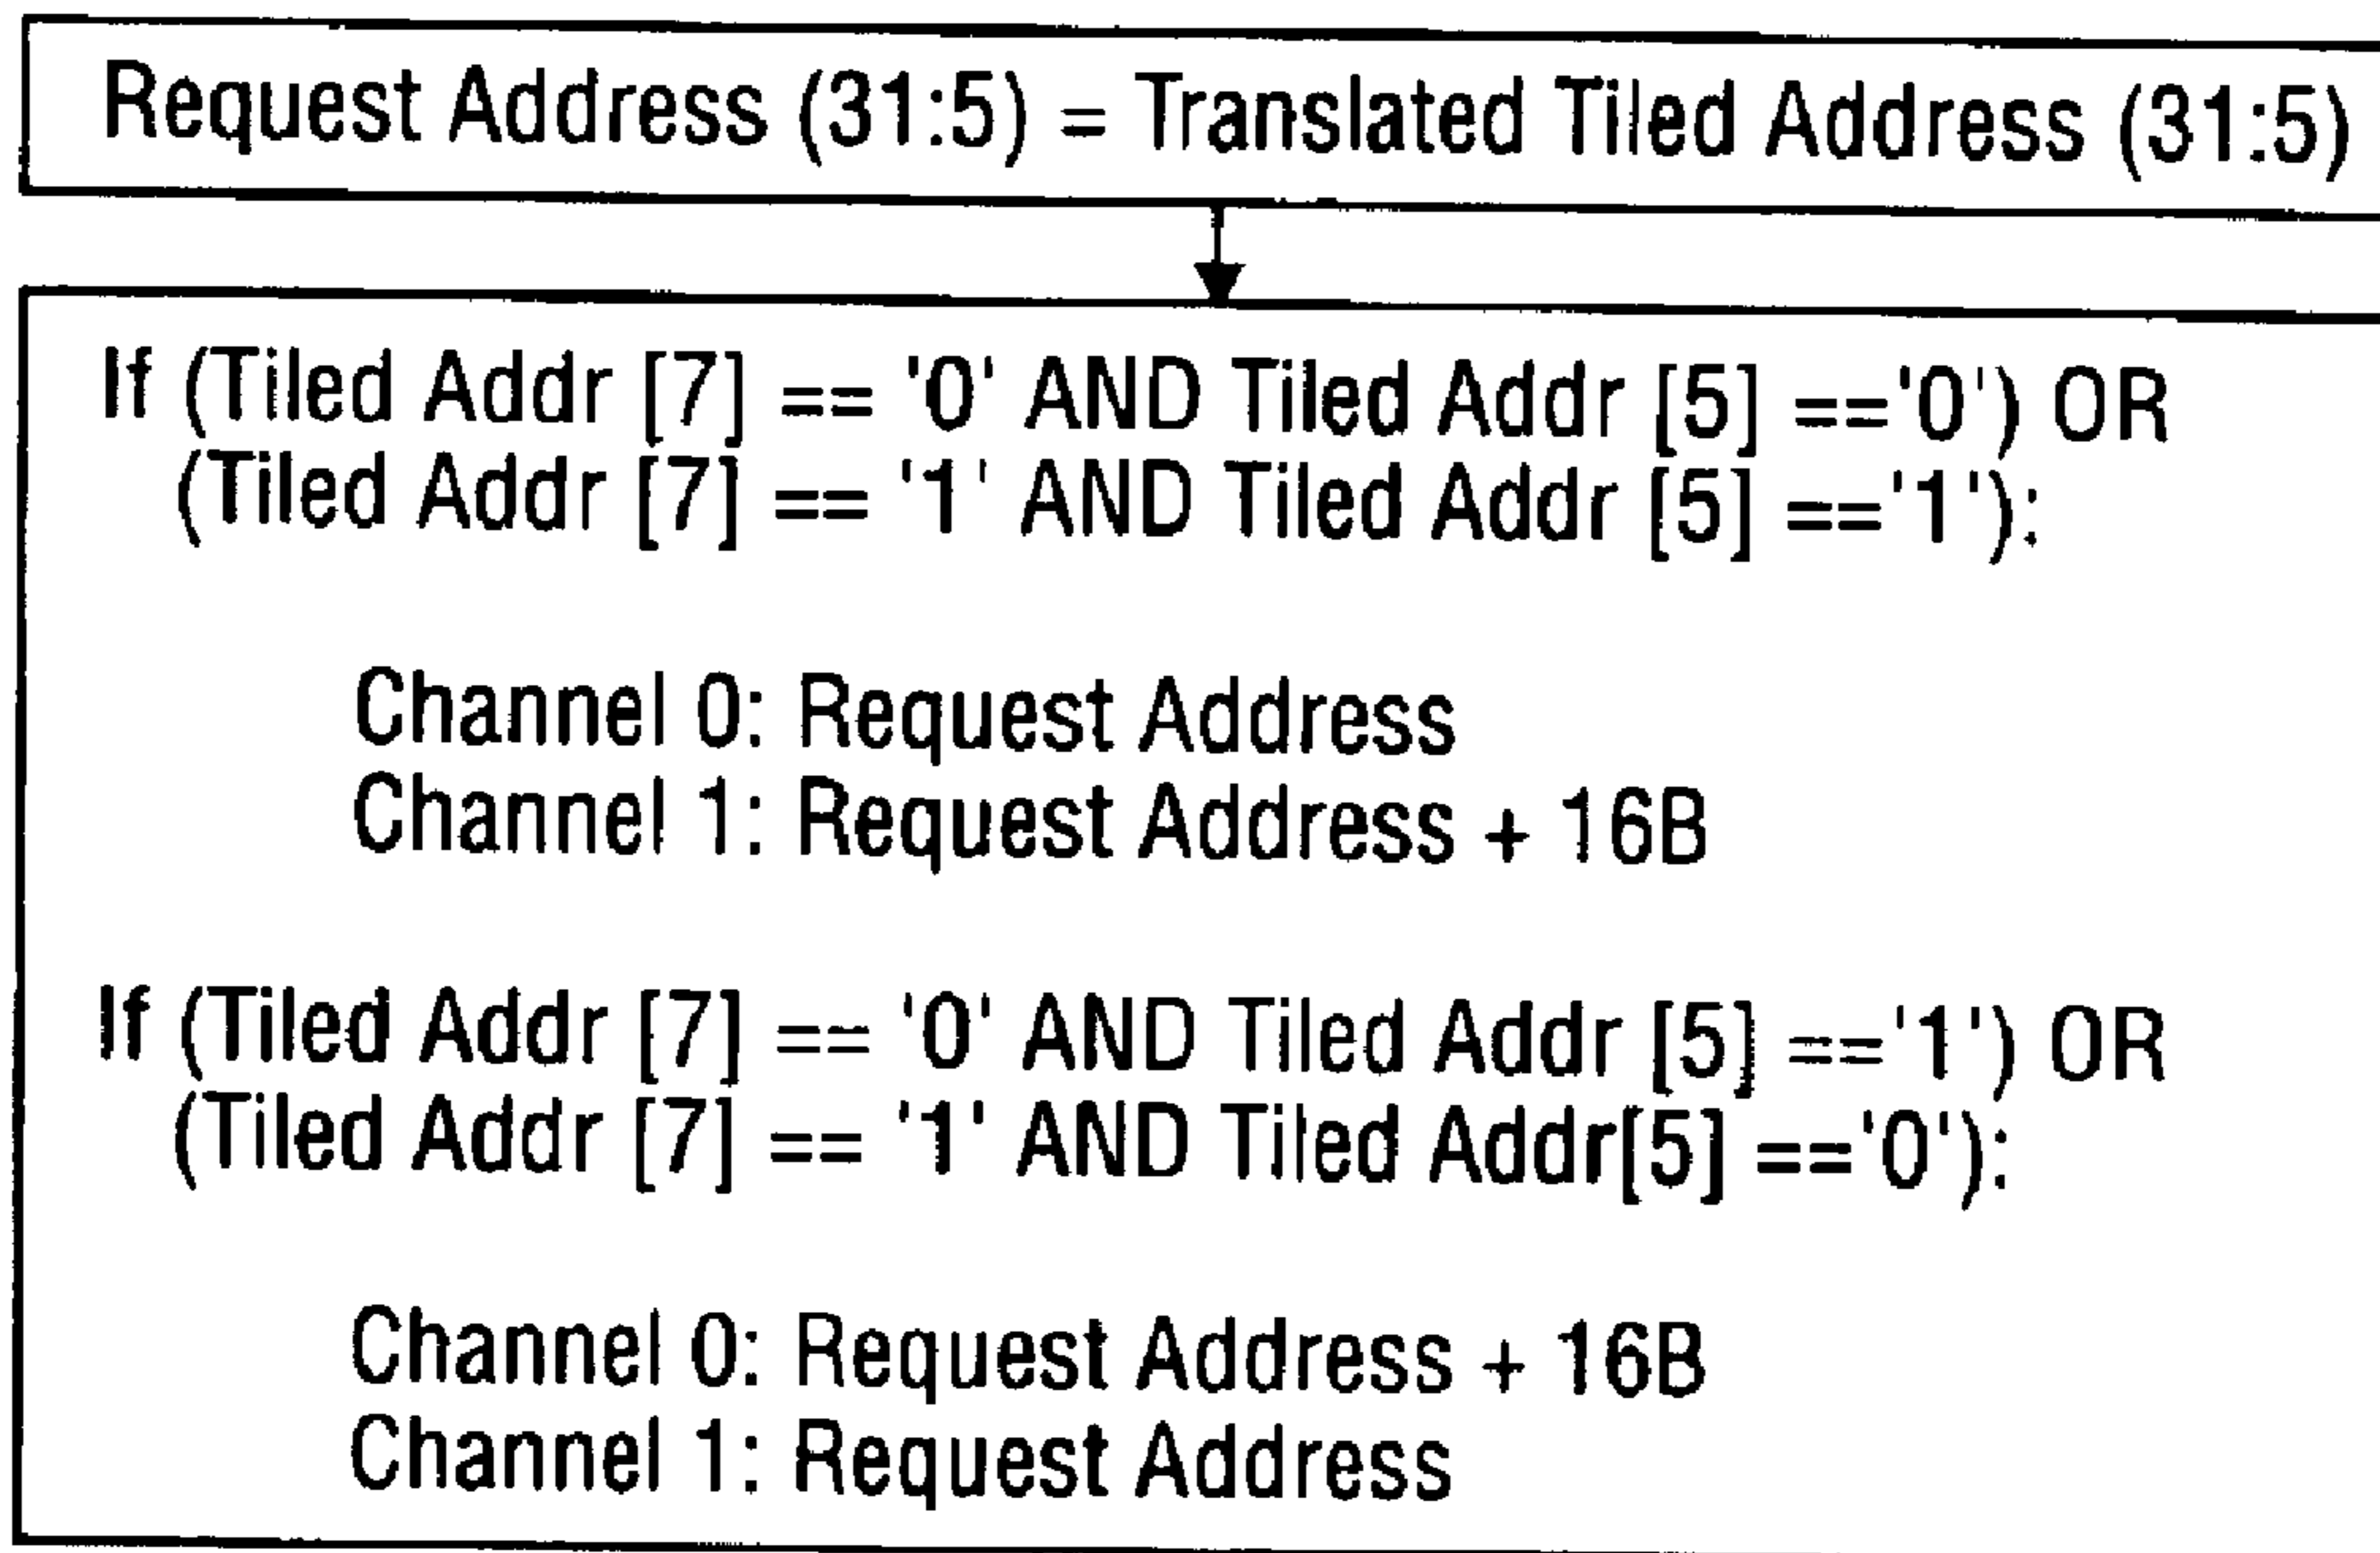 Request Address (31:5) = Translated Tiled Address (31:5)
If (Tiled Addr [7] == '0' AND Tiled Addr [5] =='0') OR
(Tiled Addr [7] == '1' AND Tiled Addr [5] =='1'):
Channel 0: Request Address
Channel 1: Request Address + 16B
If (Tiled Addr [7] == '0' AND Tiled Addr [5] =='1') OR
(Tiled Addr [7] == '1' AND Tiled Addr[5] =='0'):
Channel 0: Request Address + 16B
Channel 1: Request Address